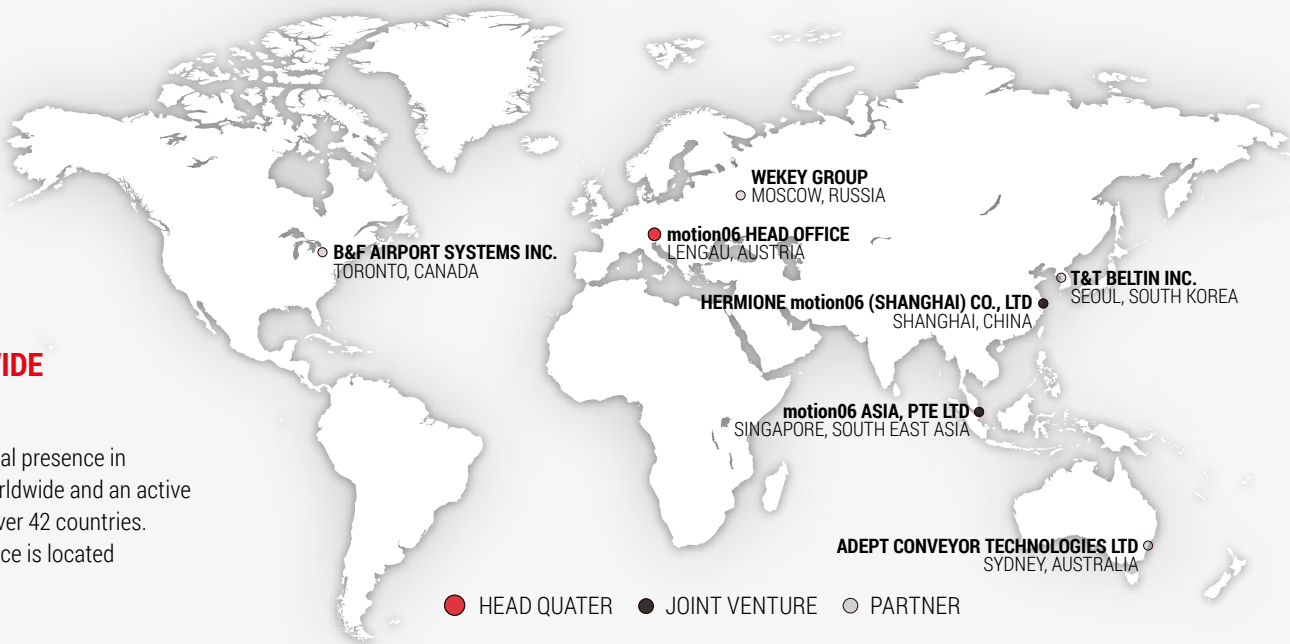 WEKEY GROUP
MOSCOW, RUSSIA
motion06 HEAD OFFICE
LENGAU, AUSTRIA
B&F AIRPORT SYSTEMS INC.
TORONTO, CANADA
T&T BELTIN INC.
SEOUL, SOUTH KOREA
HERMIONE motion06 (SHANGHAI) CO., LTD
SHANGHAI, CHINA
motion06 ASIA, PTE LTD
SINGAPORE, SOUTH EAST ASIA
ADEPT CONVEYOR TECHNOLOGIES LTD
SYDNEY, AUSTRALIA
IDE
al presence in
rldwide and an active
ver 42 countries.
ce is located
HEAD QUATER
JOINT VENTURE
PARTNER